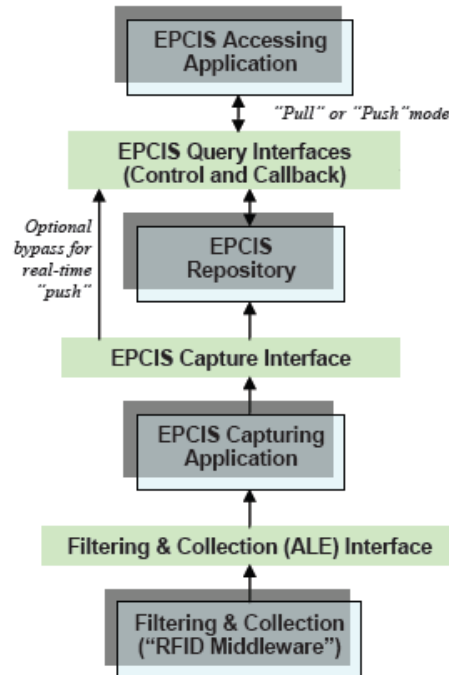 EPCIS Accessing
Application
"Pull" or "Push"mode
EPCIS Query Interfaces
(Control and Callback)
Optional
bypass for
real-time
"push"
EPCIS
Repository
EPCIS Capture Interface
EPCIS Capturing
Application
Filtering & Collection (ALE) Interface
Filtering & Collection
("RFID Middleware")